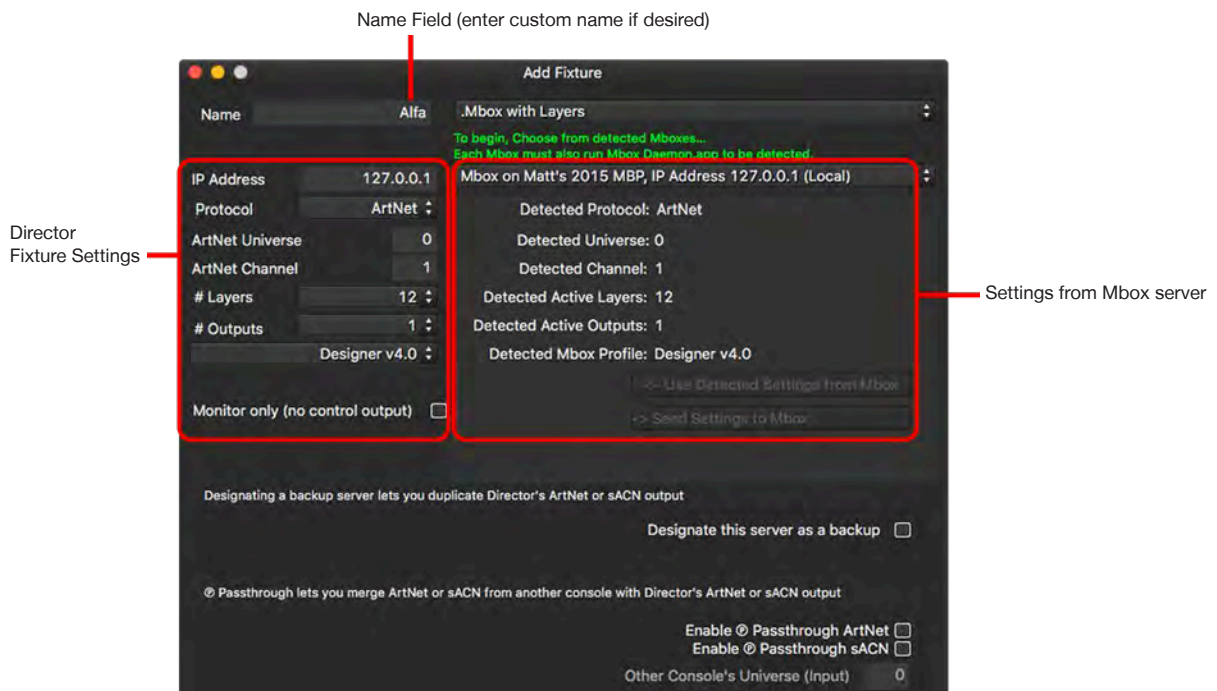 Name Field (enter custom name if desired)
Add Fixture
Name Alfa .Mbox with Layers
To begin, Choose from detected Mboxes...
Each Mbox must also run Mbox Daemon.app to be detected.
IP Address 127.0.0.1 Mbox on Matt's 2015 MBP, IP Address 127.0.0.1 (Local)
Protocol ArtNet Detected Protocol: ArtNet
Director
Fixture Settings
ArtNet Universe 0 Detected Universe: 0
ArtNet Channel 1 Detected Channel: 1
Settings from Mbox server
# Layers 12 Detected Active Layers: 12
# Outputs 1 Detected Active Outputs: 1
Designer v4.0 Detected Mbox Profile: Designer v4.0
<- Use Detected Settings from Mbox
Monitor only (no control output)
-> Send Settings to Mbox
Designating a backup server lets you duplicate Director's ArtNet or sACN output
Designate this server as a backup
℗ Passthrough lets you merge ArtNet or sACN from another console with Director's ArtNet or sACN output
Enable ℗ Passthrough ArtNet
Enable ℗ Passthrough sACN
Other Console's Universe (Input) 0